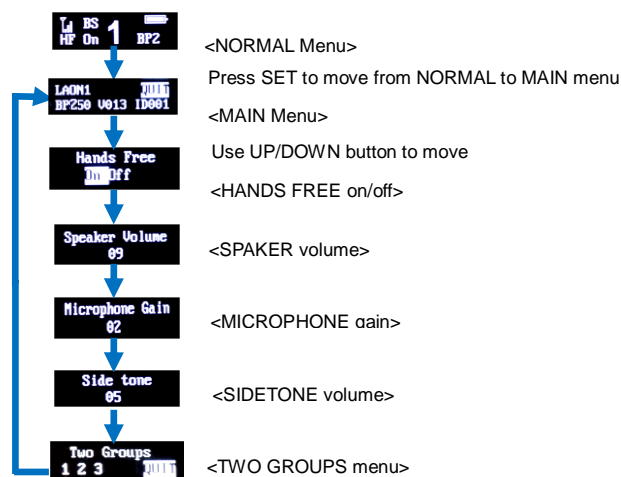 BS
HF On 1 BP2
<NORMAL Menu>
Press SET to move from NORMAL to MAIN menu
LAON1 QUIT
BP250 V013 ID001
<MAIN Menu>
Use UP/DOWN button to move
Hands Free
On Off
<HANDS FREE on/off>
Speaker Volume
09
<SPAKER volume>
Microphone Gain
02
<MICROPHONE gain>
Side tone
05
<SIDETONE volume>
Two Groups
1 2 3 QUIT
<TWO GROUPS menu>